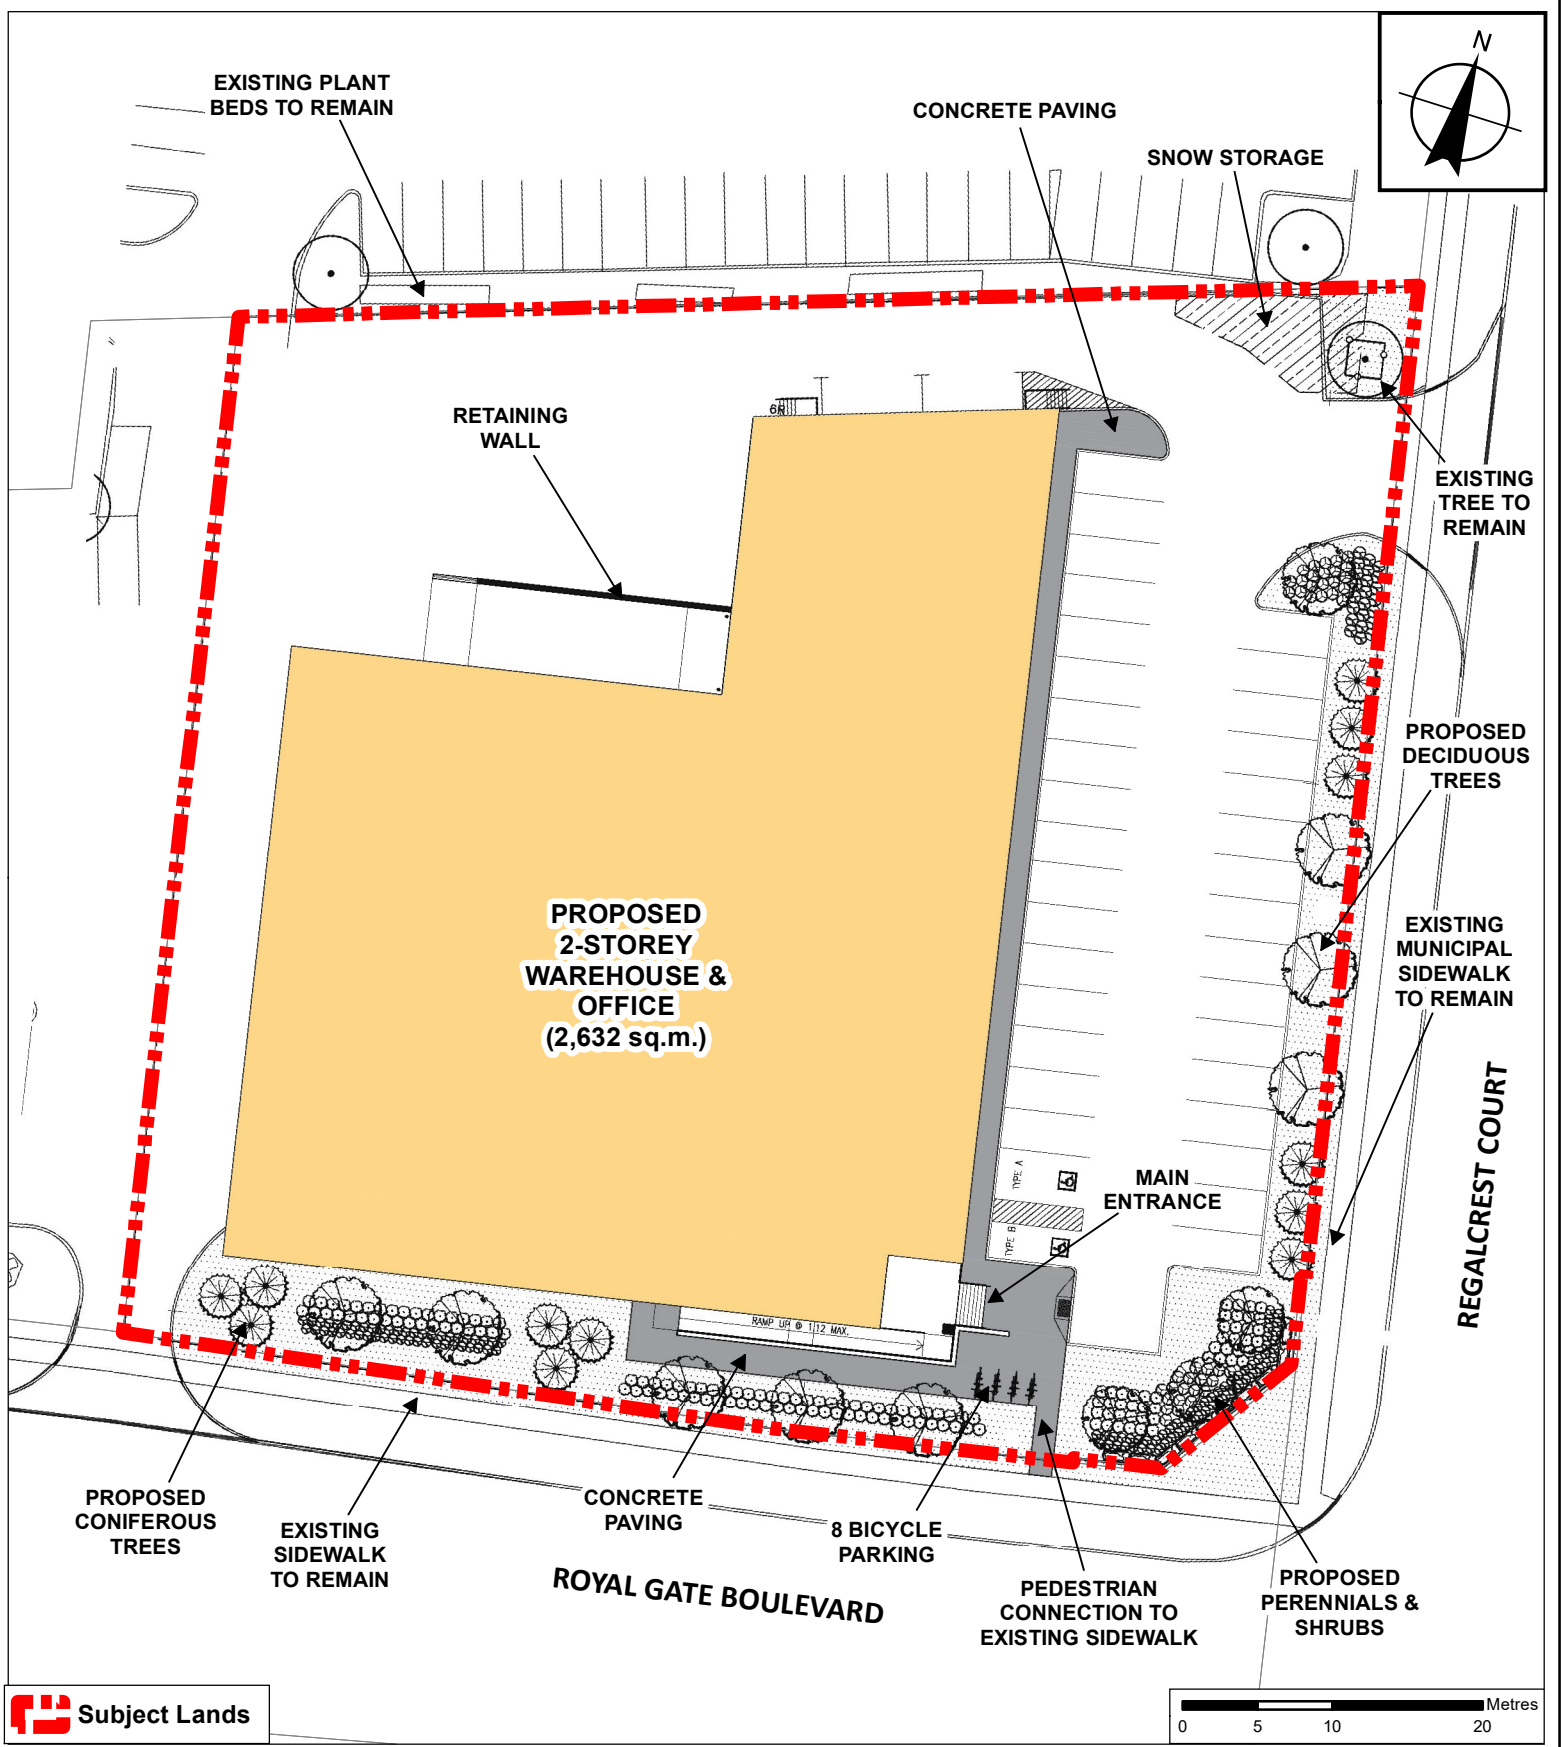 N
EXISTING PLANT
BEDS TO REMAIN
CONCRETE PAVING
SNOW STORAGE
RETAINING
WALL
6R
EXISTING
TREE TO
REMAIN
PROPOSED
DECIDUOUS
TREES
PROPOSED
2-STOREY
WAREHOUSE &
OFFICE
(2,632 sq.m.)
EXISTING
MUNICIPAL
SIDEWALK
TO REMAIN
REGALCREST COURT
TYPE A
MAIN
ENTRANCE
TYPE B
RAMP UP @ 1:12 MAX.
PROPOSED
CONIFEROUS
TREES
EXISTING
SIDEWALK
TO REMAIN
CONCRETE
PAVING
8 BICYCLE
PARKING
PEDESTRIAN
CONNECTION TO
EXISTING SIDEWALK
PROPOSED
PERENNIALS &
SHRUBS
ROYAL GATE BOULEVARD
Subject Lands
Metres
0 5 10 20